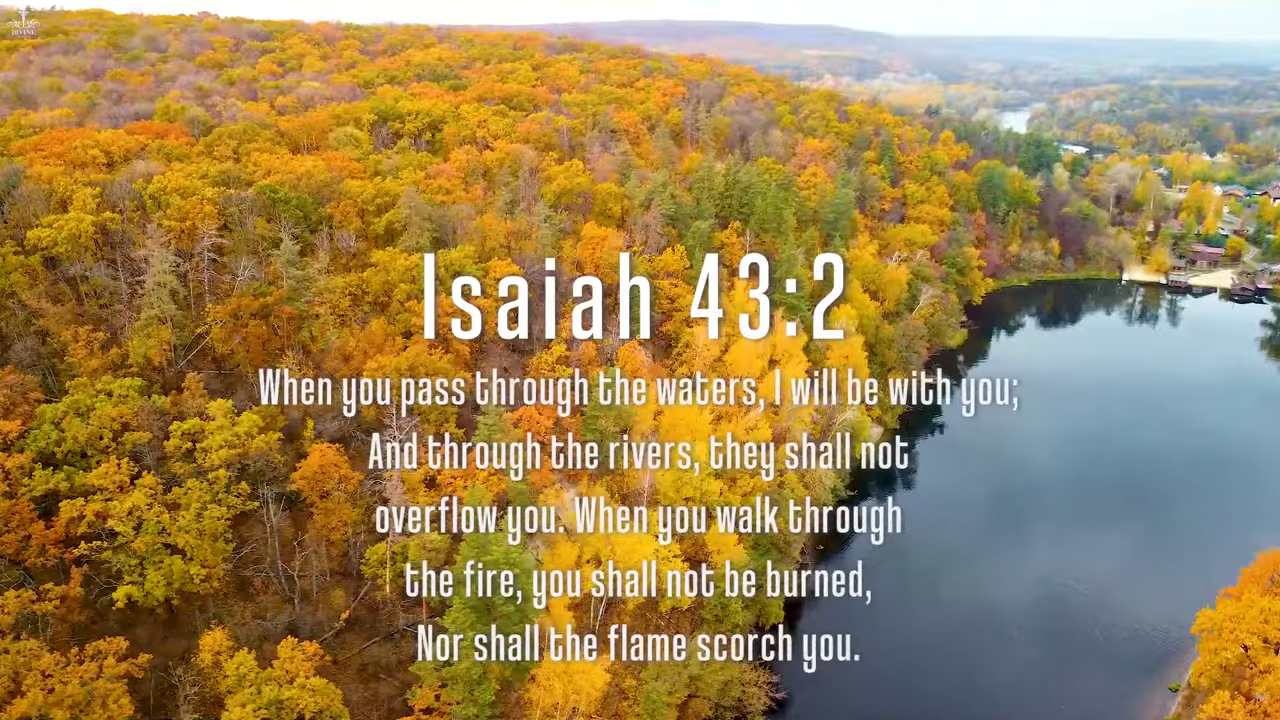 DIVINE
Isaiah 43:2
When you pass through the waters, I will be with you;
And through the rivers, they shall not
overflow you. When you walk through
the fire, you shall not be burned,
Nor shall the flame scorch you.